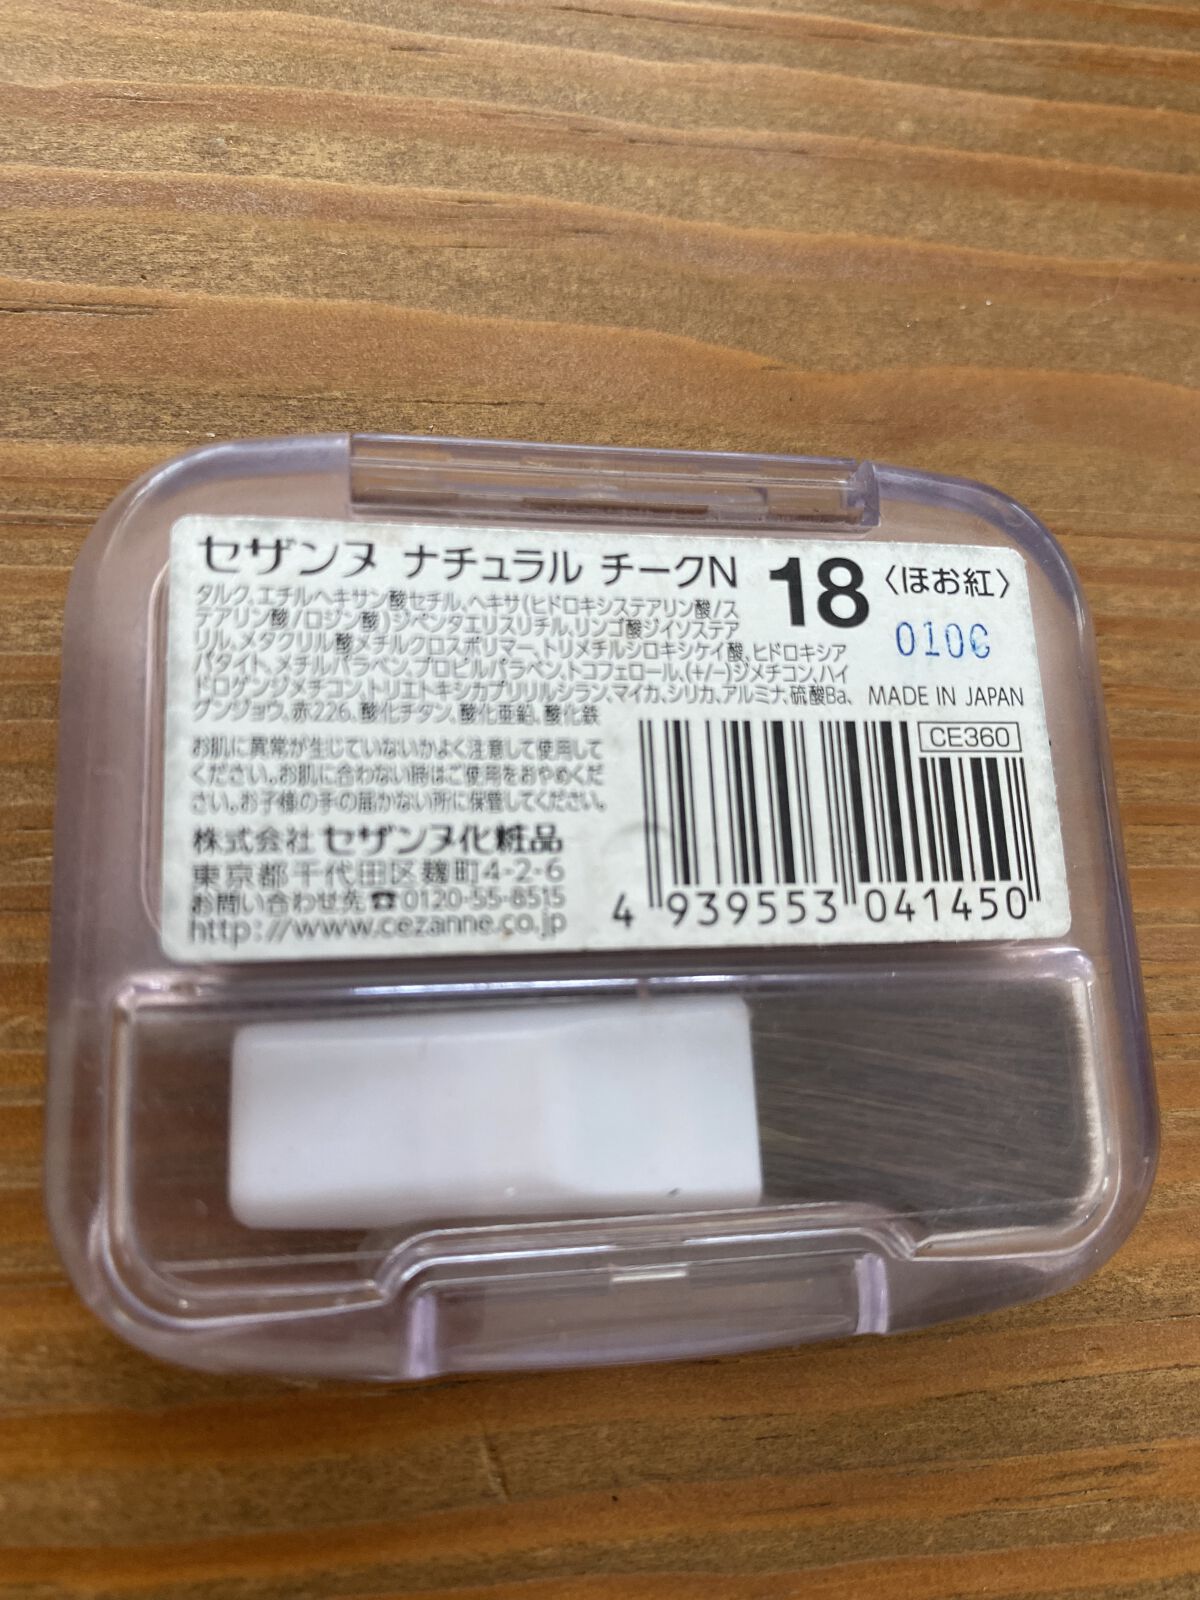 セザンヌ ナチュラル チークN 18 〈ほお紅〉
タルク、エチルヘキサン酸セチル、ヘキサ(ヒドロキシステアリン酸/ス
テアリン酸/ロジン酸)ジペンタエリスリチル、リンゴ酸ジイソステア
リル、メタクリル酸メチルクロスポリマー、トリメチルシロキシケイ酸、ヒドロキシア
パタイト、メチルパラベン、プロピルパラベン、トコフェロール、(+/−)ジメチコン、ハイ
ドロゲンジメチコン、トリエトキシカプリリルシラン、マイカ、シリカ、アルミナ、硫酸Ba、
グンジョウ、赤226、酸化チタン、酸化亜鉛、酸化鉄
MADE IN JAPAN
CE360
お肌に異常が生じていないかよく注意して使用して
ください。お肌に合わない時はご使用をおやめくだ
さい。お子様の手の届かない所に保管してください。
株式会社 セザンヌ化粧品
東京都千代田区麹町4-2-6
お問い合わせ先☎0120-55-8515
http://www.cezanne.co.jp
4 939553 041450